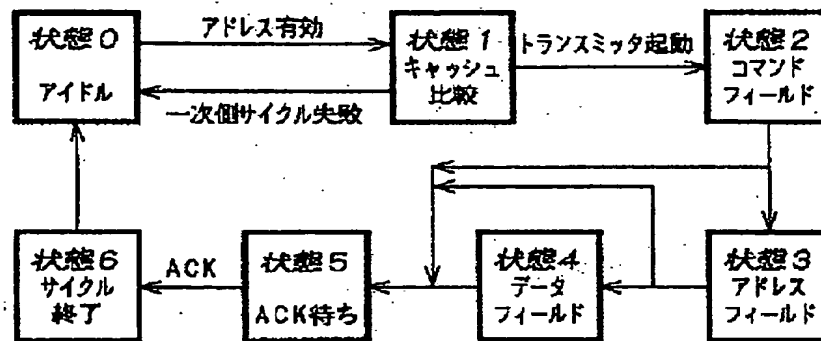 状態0
アイドル
アドレス有効
一次側サイクル失敗
状態1
キャッシュ
比較
トランスミッタ起動
状態2
コマンド
フィールド
状態6
サイクル
終了
ACK
状態5
ACK待ち
状態4
データ
フィールド
状態3
アドレス
フィールド